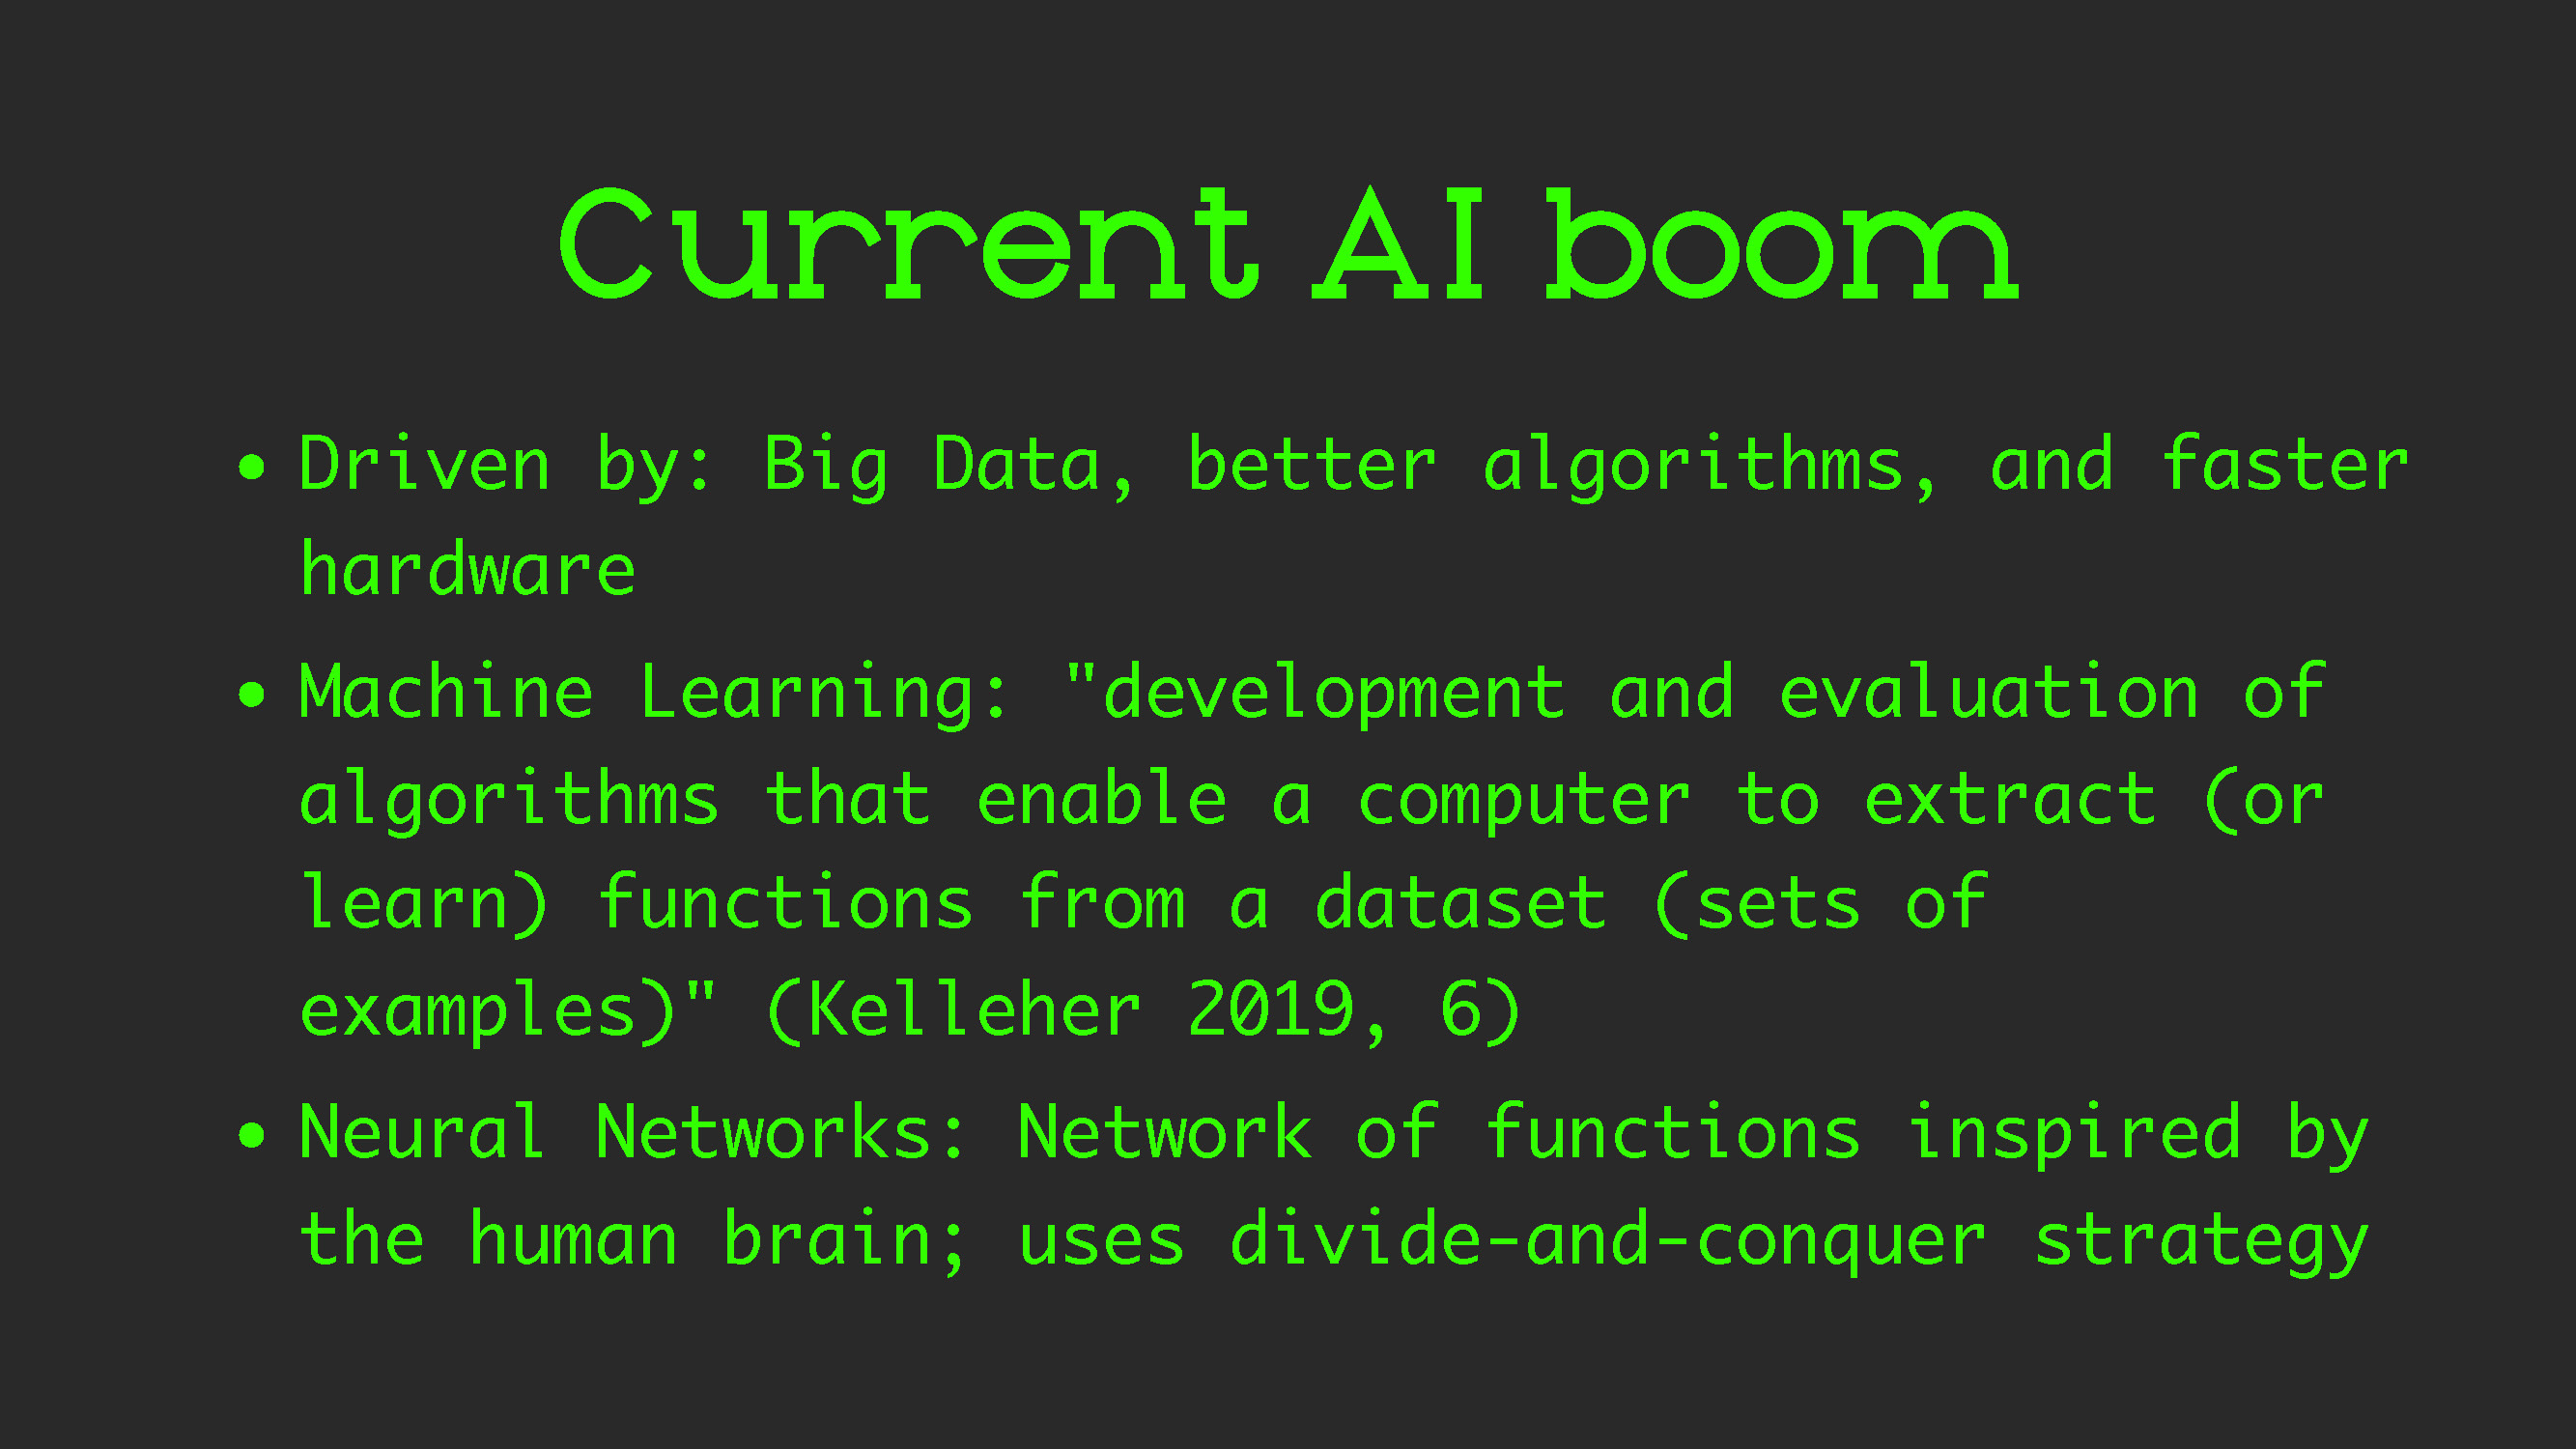 Current AI boom
• Driven by: Big Data, better algorithms, and faster
hardware
• Machine Learning: "development and evaluation of
algorithms that enable a computer to extract (or
learn) functions from a dataset (sets of
examples)" (Kelleher 2019, 6)
• Neural Networks: Network of functions inspired by
the human brain; uses divide-and-conquer strategy